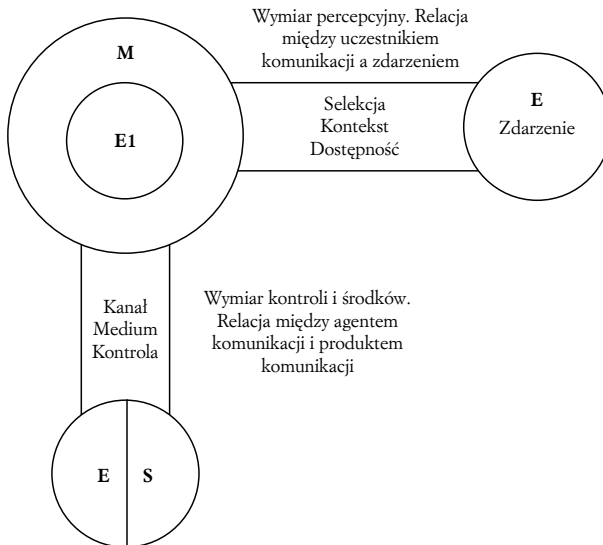 Wymiar percepcyjny. Relacja
między uczestnikiem
komunikacji a zdarzeniem
M
E1
Selekcja
Kontekst
Dostępność
E
Zdarzenie
Kanał
Medium
Kontrola
Wymiar kontroli i środków.
Relacja między agentem
komunikacji i produktem
komunikacji
E
S